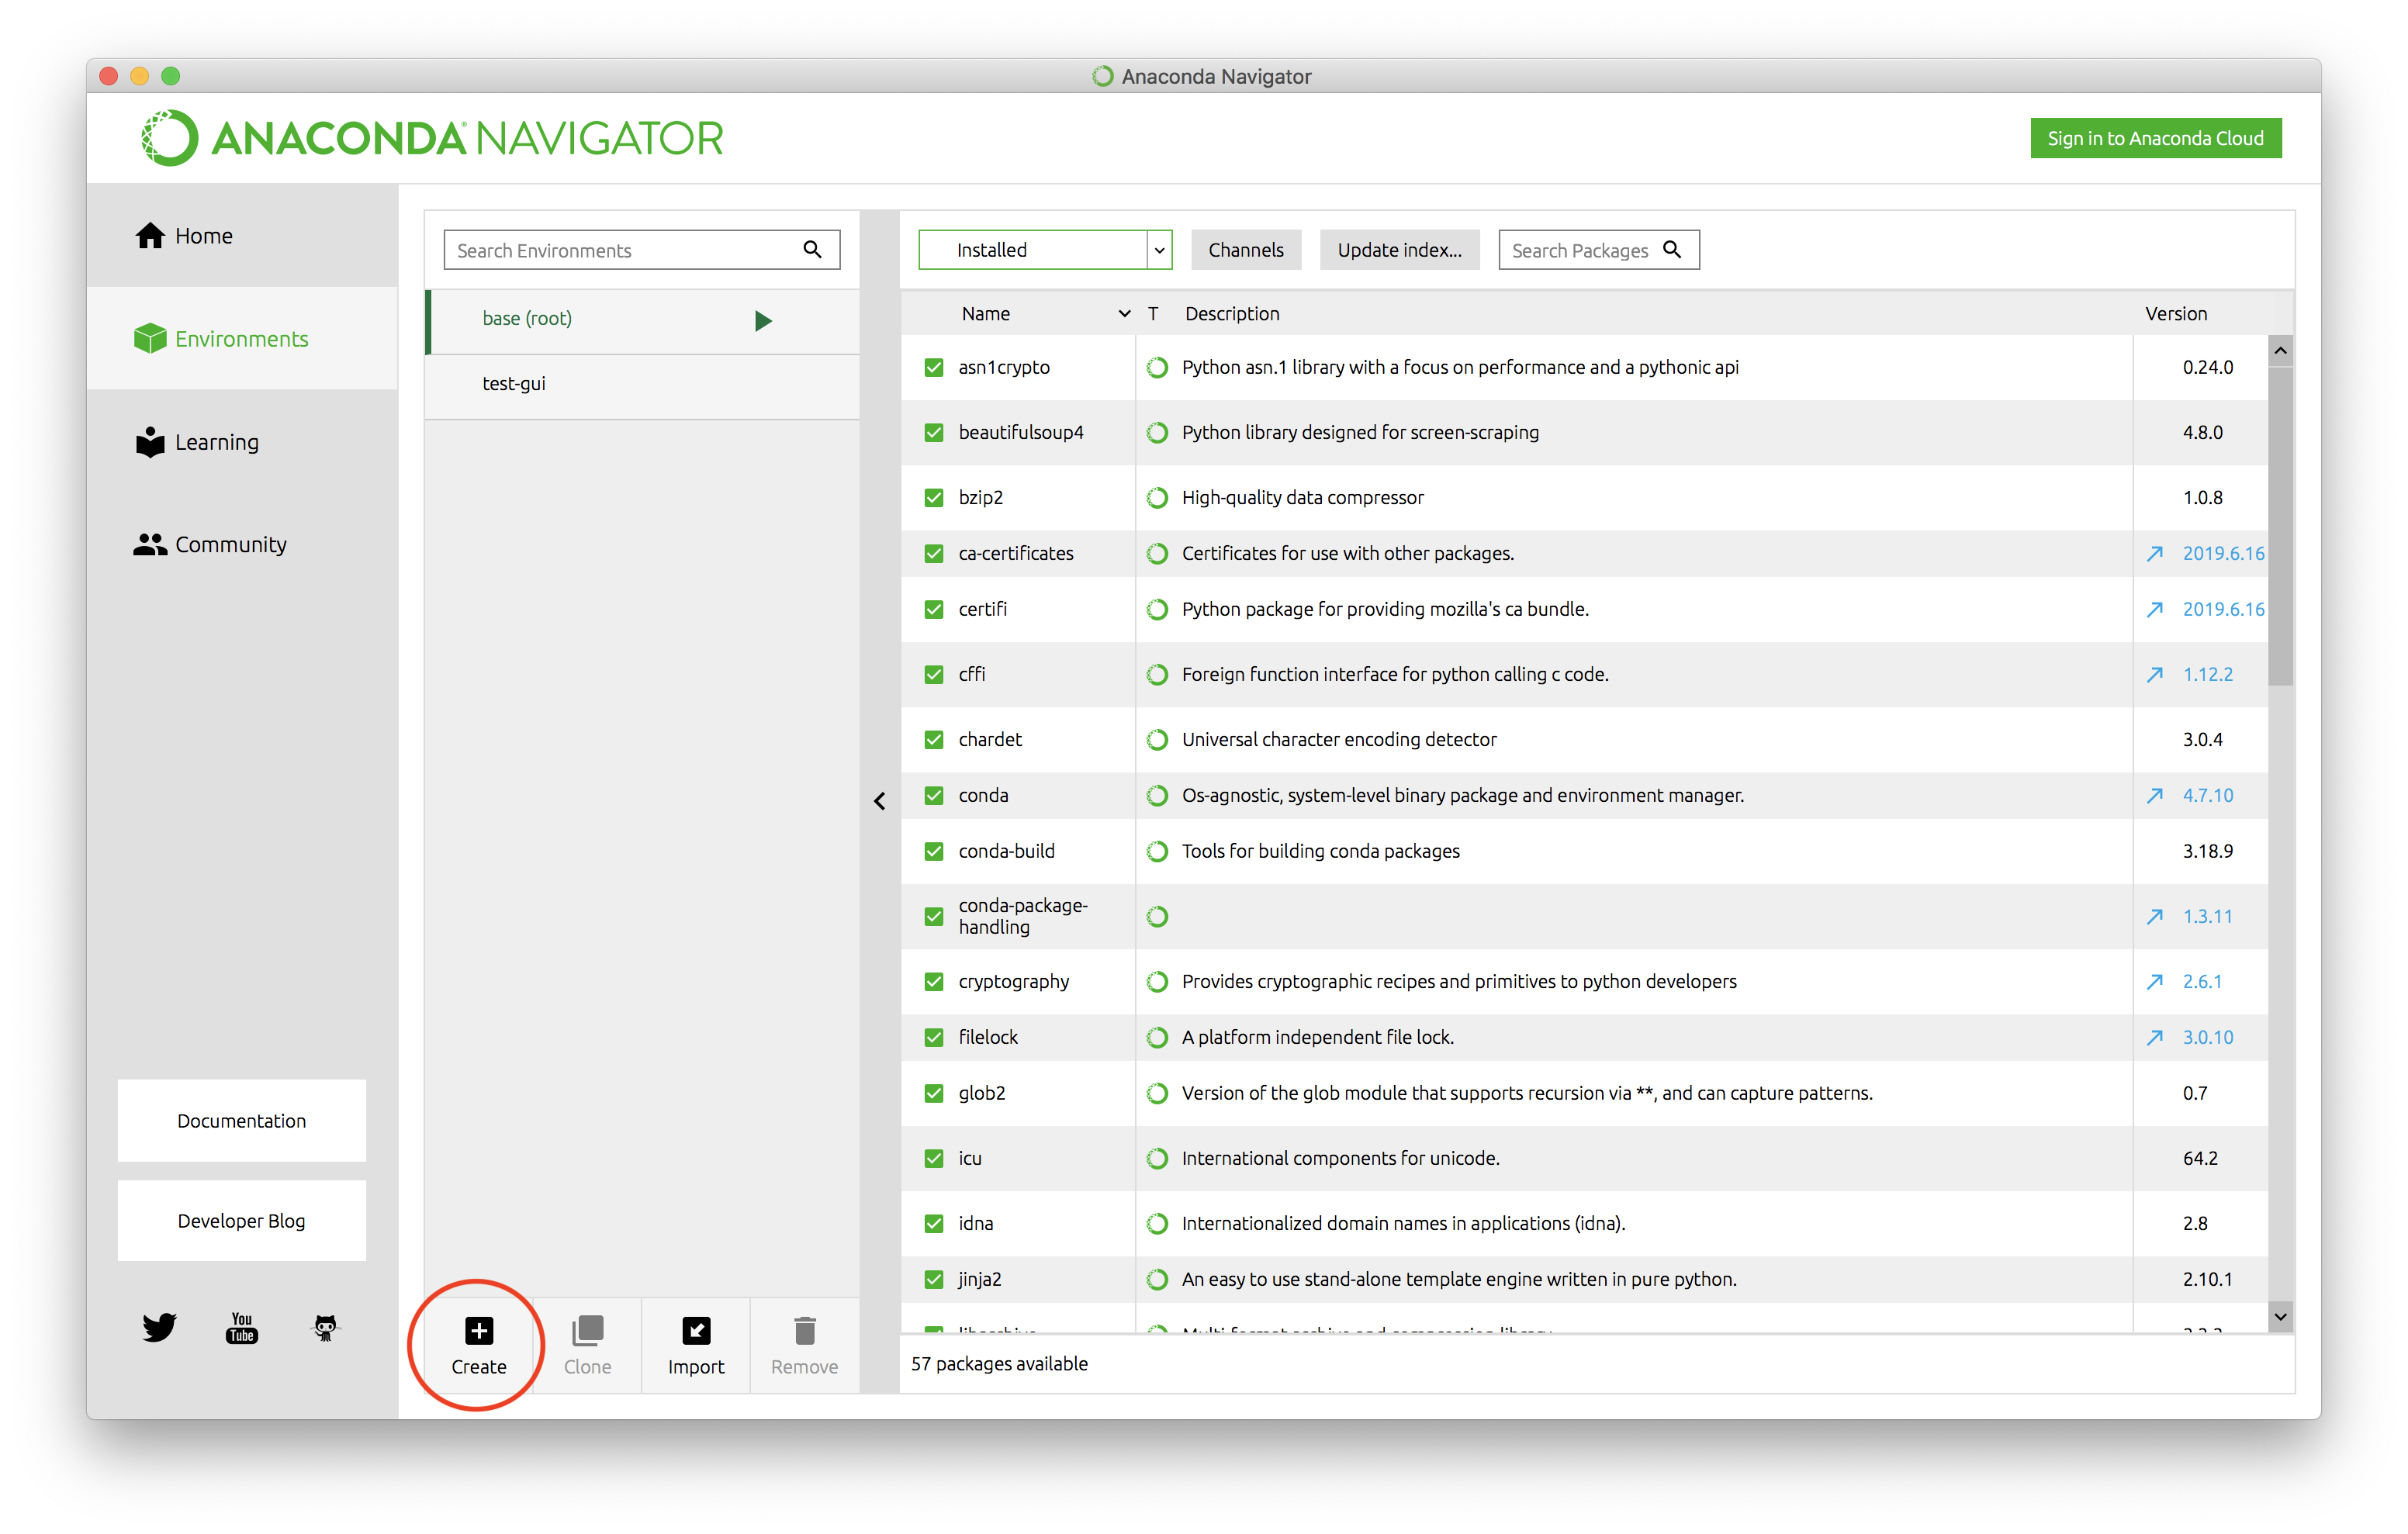 Anaconda Navigator
ANACONDA NAVIGATOR
Sign in to Anaconda Cloud
Home
Environments
Learning
Community
Documentation
Developer Blog
You
Tube
Search Environments
base (root)
test-gui
Create
Clone
Import
Remove
Installed
Channels
Update index...
Search Packages
Name T Description Version
asn1crypto Python asn.1 library with a focus on performance and a pythonic api 0.24.0
beautifulsoup4 Python library designed for screen-scraping 4.8.0
bzip2 High-quality data compressor 1.0.8
ca-certificates Certificates for use with other packages. 2019.6.16
certifi Python package for providing mozilla's ca bundle. 2019.6.16
cffi Foreign function interface for python calling c code. 1.12.2
chardet Universal character encoding detector 3.0.4
conda Os-agnostic, system-level binary package and environment manager. 4.7.10
conda-build Tools for building conda packages 3.18.9
conda-package-
handling 1.3.11
cryptography Provides cryptographic recipes and primitives to python developers 2.6.1
filelock A platform independent file lock. 3.0.10
glob2 Version of the glob module that supports recursion via **, and can capture patterns. 0.7
icu International components for unicode. 64.2
idna Internationalized domain names in applications (idna). 2.8
jinja2 An easy to use stand-alone template engine written in pure python. 2.10.1
57 packages available